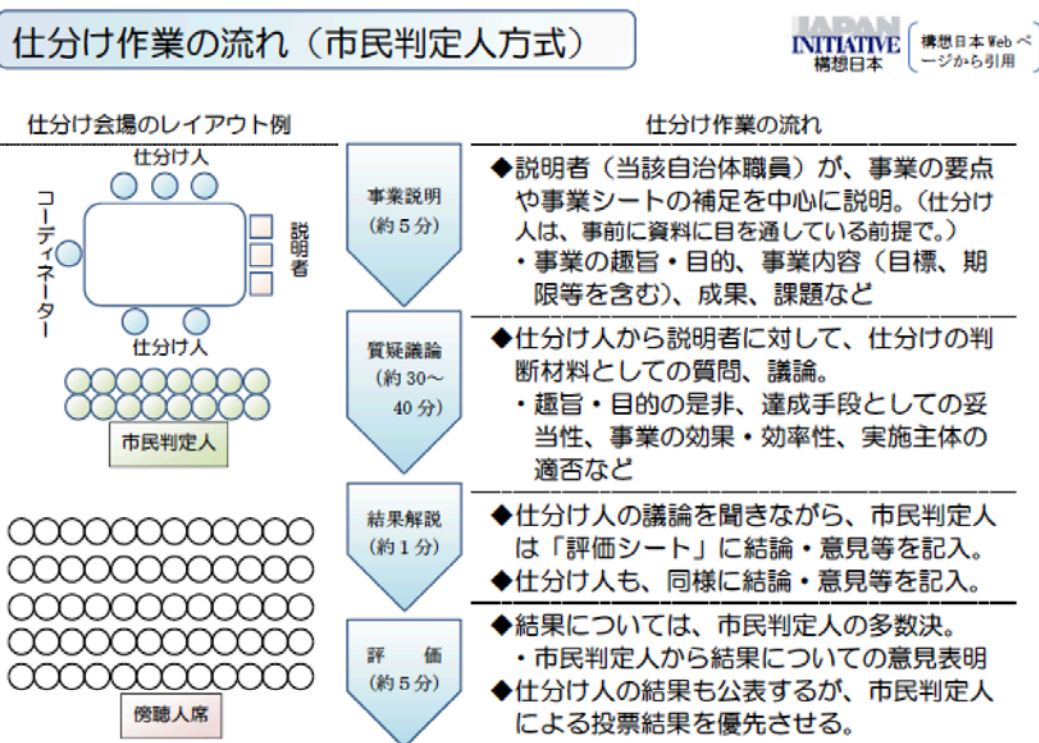 仕分け作業の流れ（市民判定人方式）
JAPAN
INITIATIVE
構想日本
構想日本 Web ペ
ージから引用
仕分け会場のレイアウト例
仕分け人
コーディネーター
説明者
仕分け人
市民判定人
傍聴人席
仕分け作業の流れ
事業説明
（約５分）
◆説明者（当該自治体職員）が、事業の要点
や事業シートの補足を中心に説明。（仕分け
人は、事前に資料に目を通している前提で。）
・事業の趣旨・目的、事業内容（目標、期
限等を含む）、成果、課題など
質疑議論
（約 30～
40 分）
◆仕分け人から説明者に対して、仕分けの判
断材料としての質問、議論。
・趣旨・目的の是非、達成手段としての妥
当性、事業の効果・効率性、実施主体の
適否など
結果解説
（約１分）
◆仕分け人の議論を聞きながら、市民判定人
は「評価シート」に結論・意見等を記入。
◆仕分け人も、同様に結論・意見等を記入。
評　価
（約５分）
◆結果については、市民判定人の多数決。
・市民判定人から結果についての意見表明
◆仕分け人の結果も公表するが、市民判定人
による投票結果を優先させる。